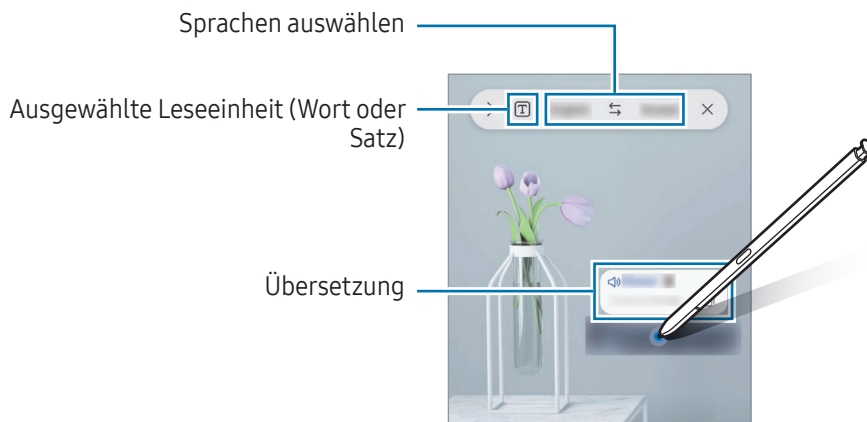 Sprachen auswählen
Ausgewählte Leseeinheit (Wort oder
Satz)
T
Übersetzung